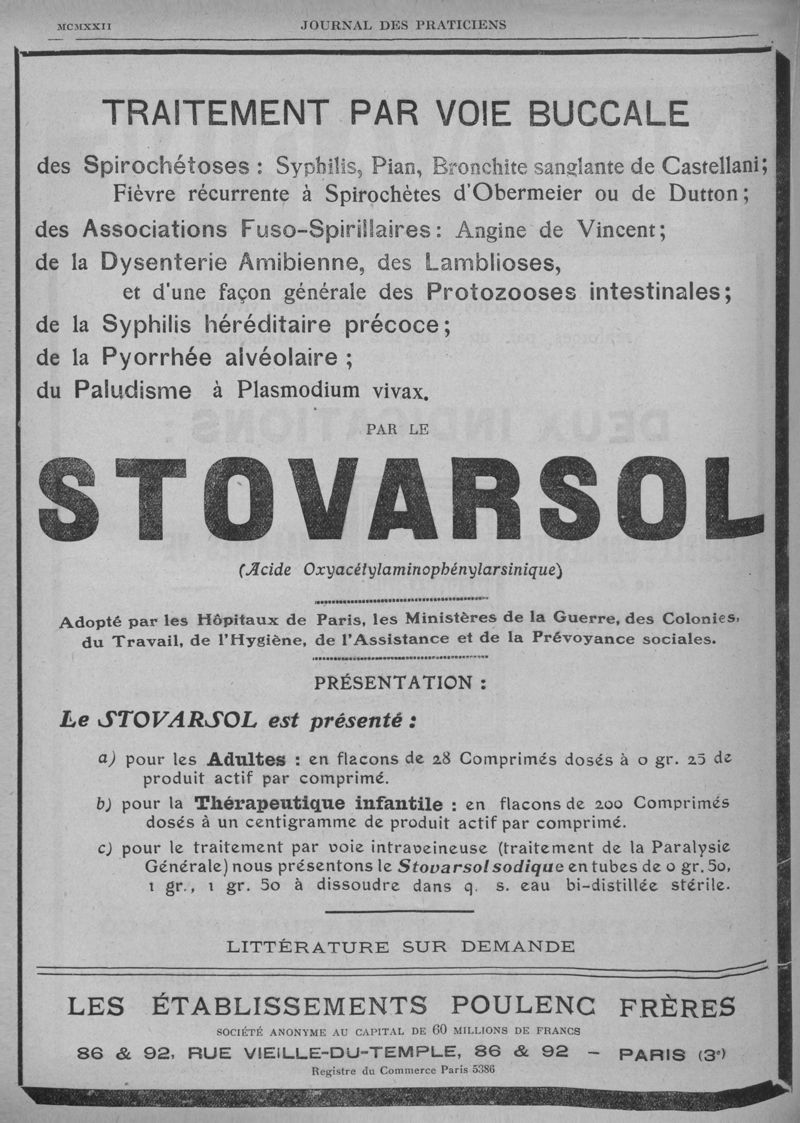 MCMXXII JOURNAL DES PRATICIENS
TRAITEMENT PAR VOIE BUCCALE
des Spirochétoses : Syphilis, Pian, Bronchite sanglante de Castellani;
Fièvre récurrente à Spirochètes d'Obermeier ou de Dutton;
des Associations Fuso-Spirillaires: Angine de Vincent;
de la Dysenterie Amibienne, des Lamblioses,
et d'une façon générale des Protozooses intestinales;
de la Syphilis héréditaire précoce;
de la Pyorrhée alvéolaire ;
du Paludisme à Plasmodium vivax.
PAR LE
STOVARSOL
(Acide Oxyacétylaminophénylarsinique)
Adopté par les Hôpitaux de Paris, les Ministères de la Guerre, des Colonies,
du Travail, de l'Hygiène, de l'Assistance et de la Prévoyance sociales.
PRÉSENTATION :
Le STOVARSOL est présenté :
a) pour les Adultes : en flacons de 28 Comprimés dosés à 0 gr. 25 de
produit actif par comprimé.
b) pour la Thérapeutique infantile : en flacons de 200 Comprimés
dosés à un centigramme de produit actif par comprimé.
c) pour le traitement par voie intraveineuse (traitement de la Paralysie
Générale) nous présentons le Stovarsol sodique en tubes de 0 gr. 50,
1 gr., 1 gr. 50 à dissoudre dans q. s. eau bi-distillée stérile.
LITTÉRATURE SUR DEMANDE
LES ÉTABLISSEMENTS POULENC FRÈRES
SOCIÉTÉ ANONYME AU CAPITAL DE 60 MILLIONS DE FRANCS
86 & 92, RUE VIEILLE-DU-TEMPLE, 86 & 92 – PARIS (3e)
Registre du Commerce Paris 5386